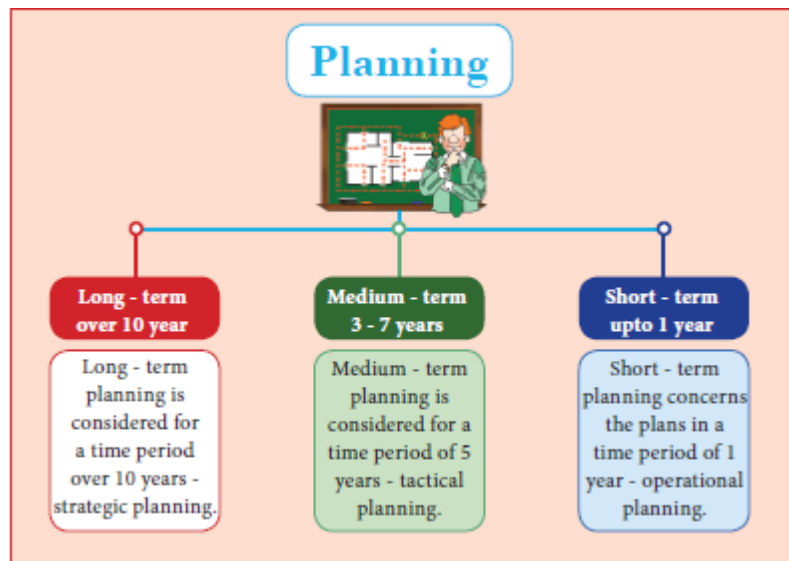 Planning
Long - term
over 10 year
Long - term
planning is
considered for
a time period
over 10 years -
strategic planning.
Medium - term
3 - 7 years
Medium - term
planning is
considered for a
time period of 5
years - tactical
planning.
Short - term
upto 1 year
Short - term
planning concerns
the plans in a
time period of 1
year - operational
planning.